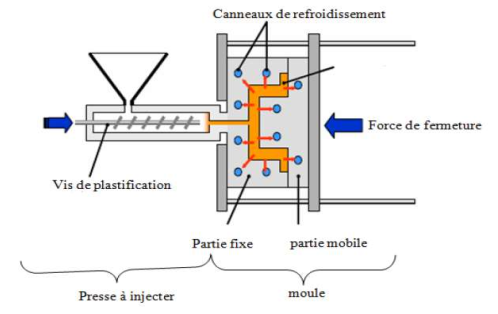 Canneaux de refroidissement
Force de fermeture
Vis de plastification
Partie fixe
partie mobile
Presse à injecter
moule